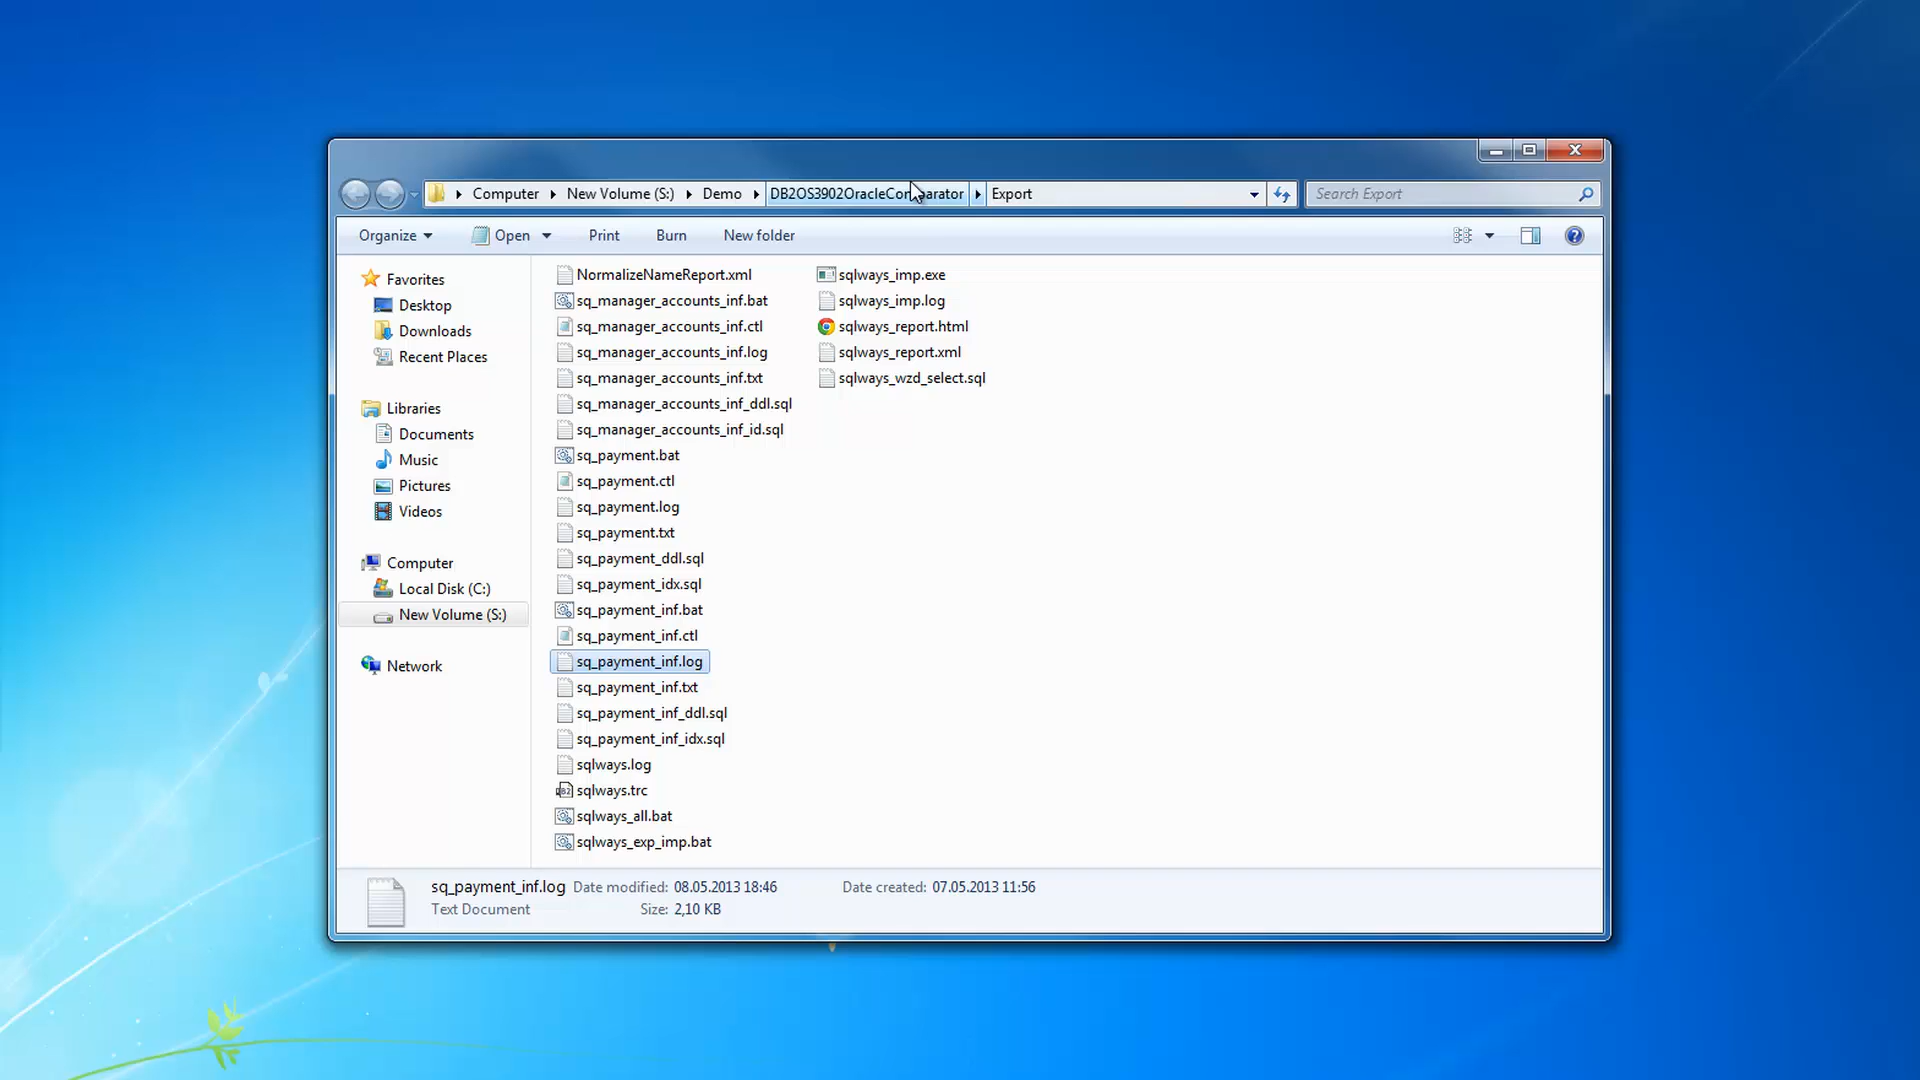 Computer New Volume (S:) Demo DB2OS3902OracleComparator Export
Search Export
Organize Open Print Burn New folder
Favorites
Desktop
Downloads
Recent Places
Libraries
Documents
Music
Pictures
Videos
Computer
Local Disk (C:)
New Volume (S:)
Network
NormalizeNameReport.xml
sq_manager_accounts_inf.bat
sq_manager_accounts_inf.ctl
sq_manager_accounts_inf.log
sq_manager_accounts_inf.txt
sq_manager_accounts_inf_ddl.sql
sq_manager_accounts_inf_id.sql
sq_payment.bat
sq_payment.ctl
sq_payment.log
sq_payment.txt
sq_payment_ddl.sql
sq_payment_idx.sql
sq_payment_inf.bat
sq_payment_inf.ctl
sq_payment_inf.log
sq_payment_inf.txt
sq_payment_inf_ddl.sql
sq_payment_inf_idx.sql
sqlways.log
sqlways.trc
sqlways_all.bat
sqlways_exp_imp.bat
sqlways_imp.exe
sqlways_imp.log
sqlways_report.html
sqlways_report.xml
sqlways_wzd_select.sql
sq_payment_inf.log Date modified: 08.05.2013 18:46 Date created: 07.05.2013 11:56
Text Document Size: 2,10 KB